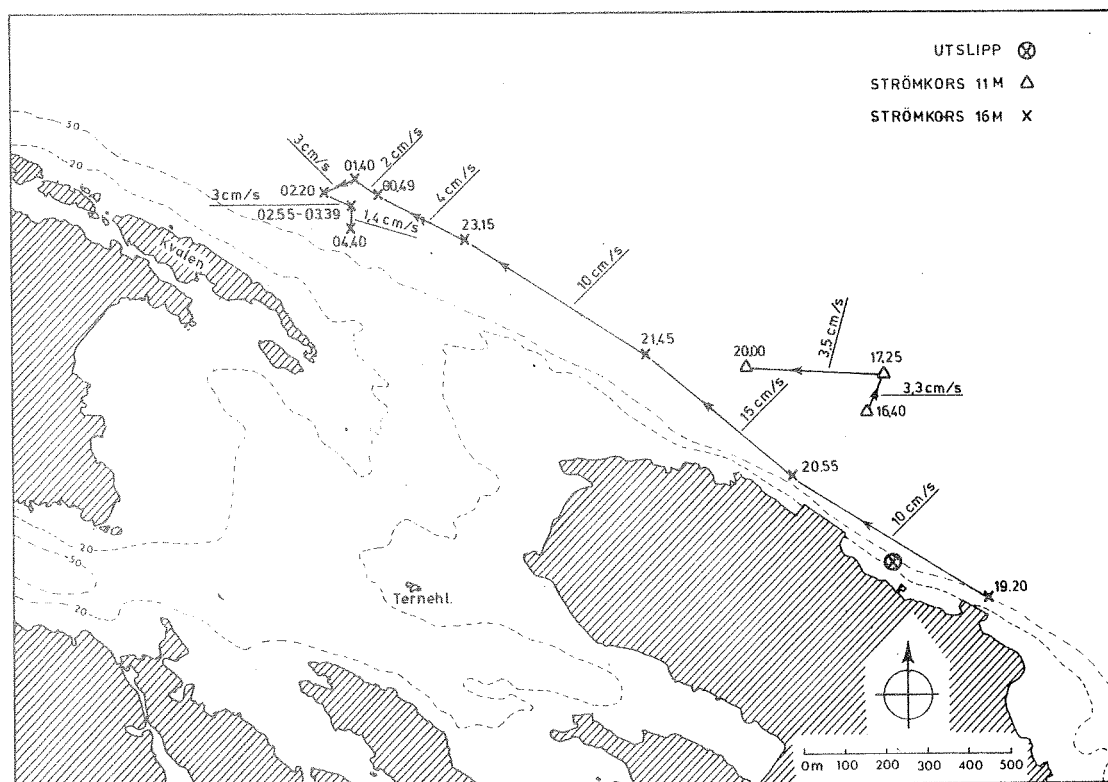 UTSLIPP
STRÖMKORS 11 M
STRÖMKORS 16 M
50
20
3 cm/s
01,40
2 cm/s
00,49
4 cm/s
02.20
3 cm/s
02.55-03.39
1,4 cm/s
04,40
23,15
Kvalen
10 cm/s
21,45
20,00
3,5 cm/s
17,25
3,3 cm/s
16,40
15 cm/s
20.55
10 cm/s
19.20
20
50
20
Ternehl.
P
0m 100 200 300 400 500